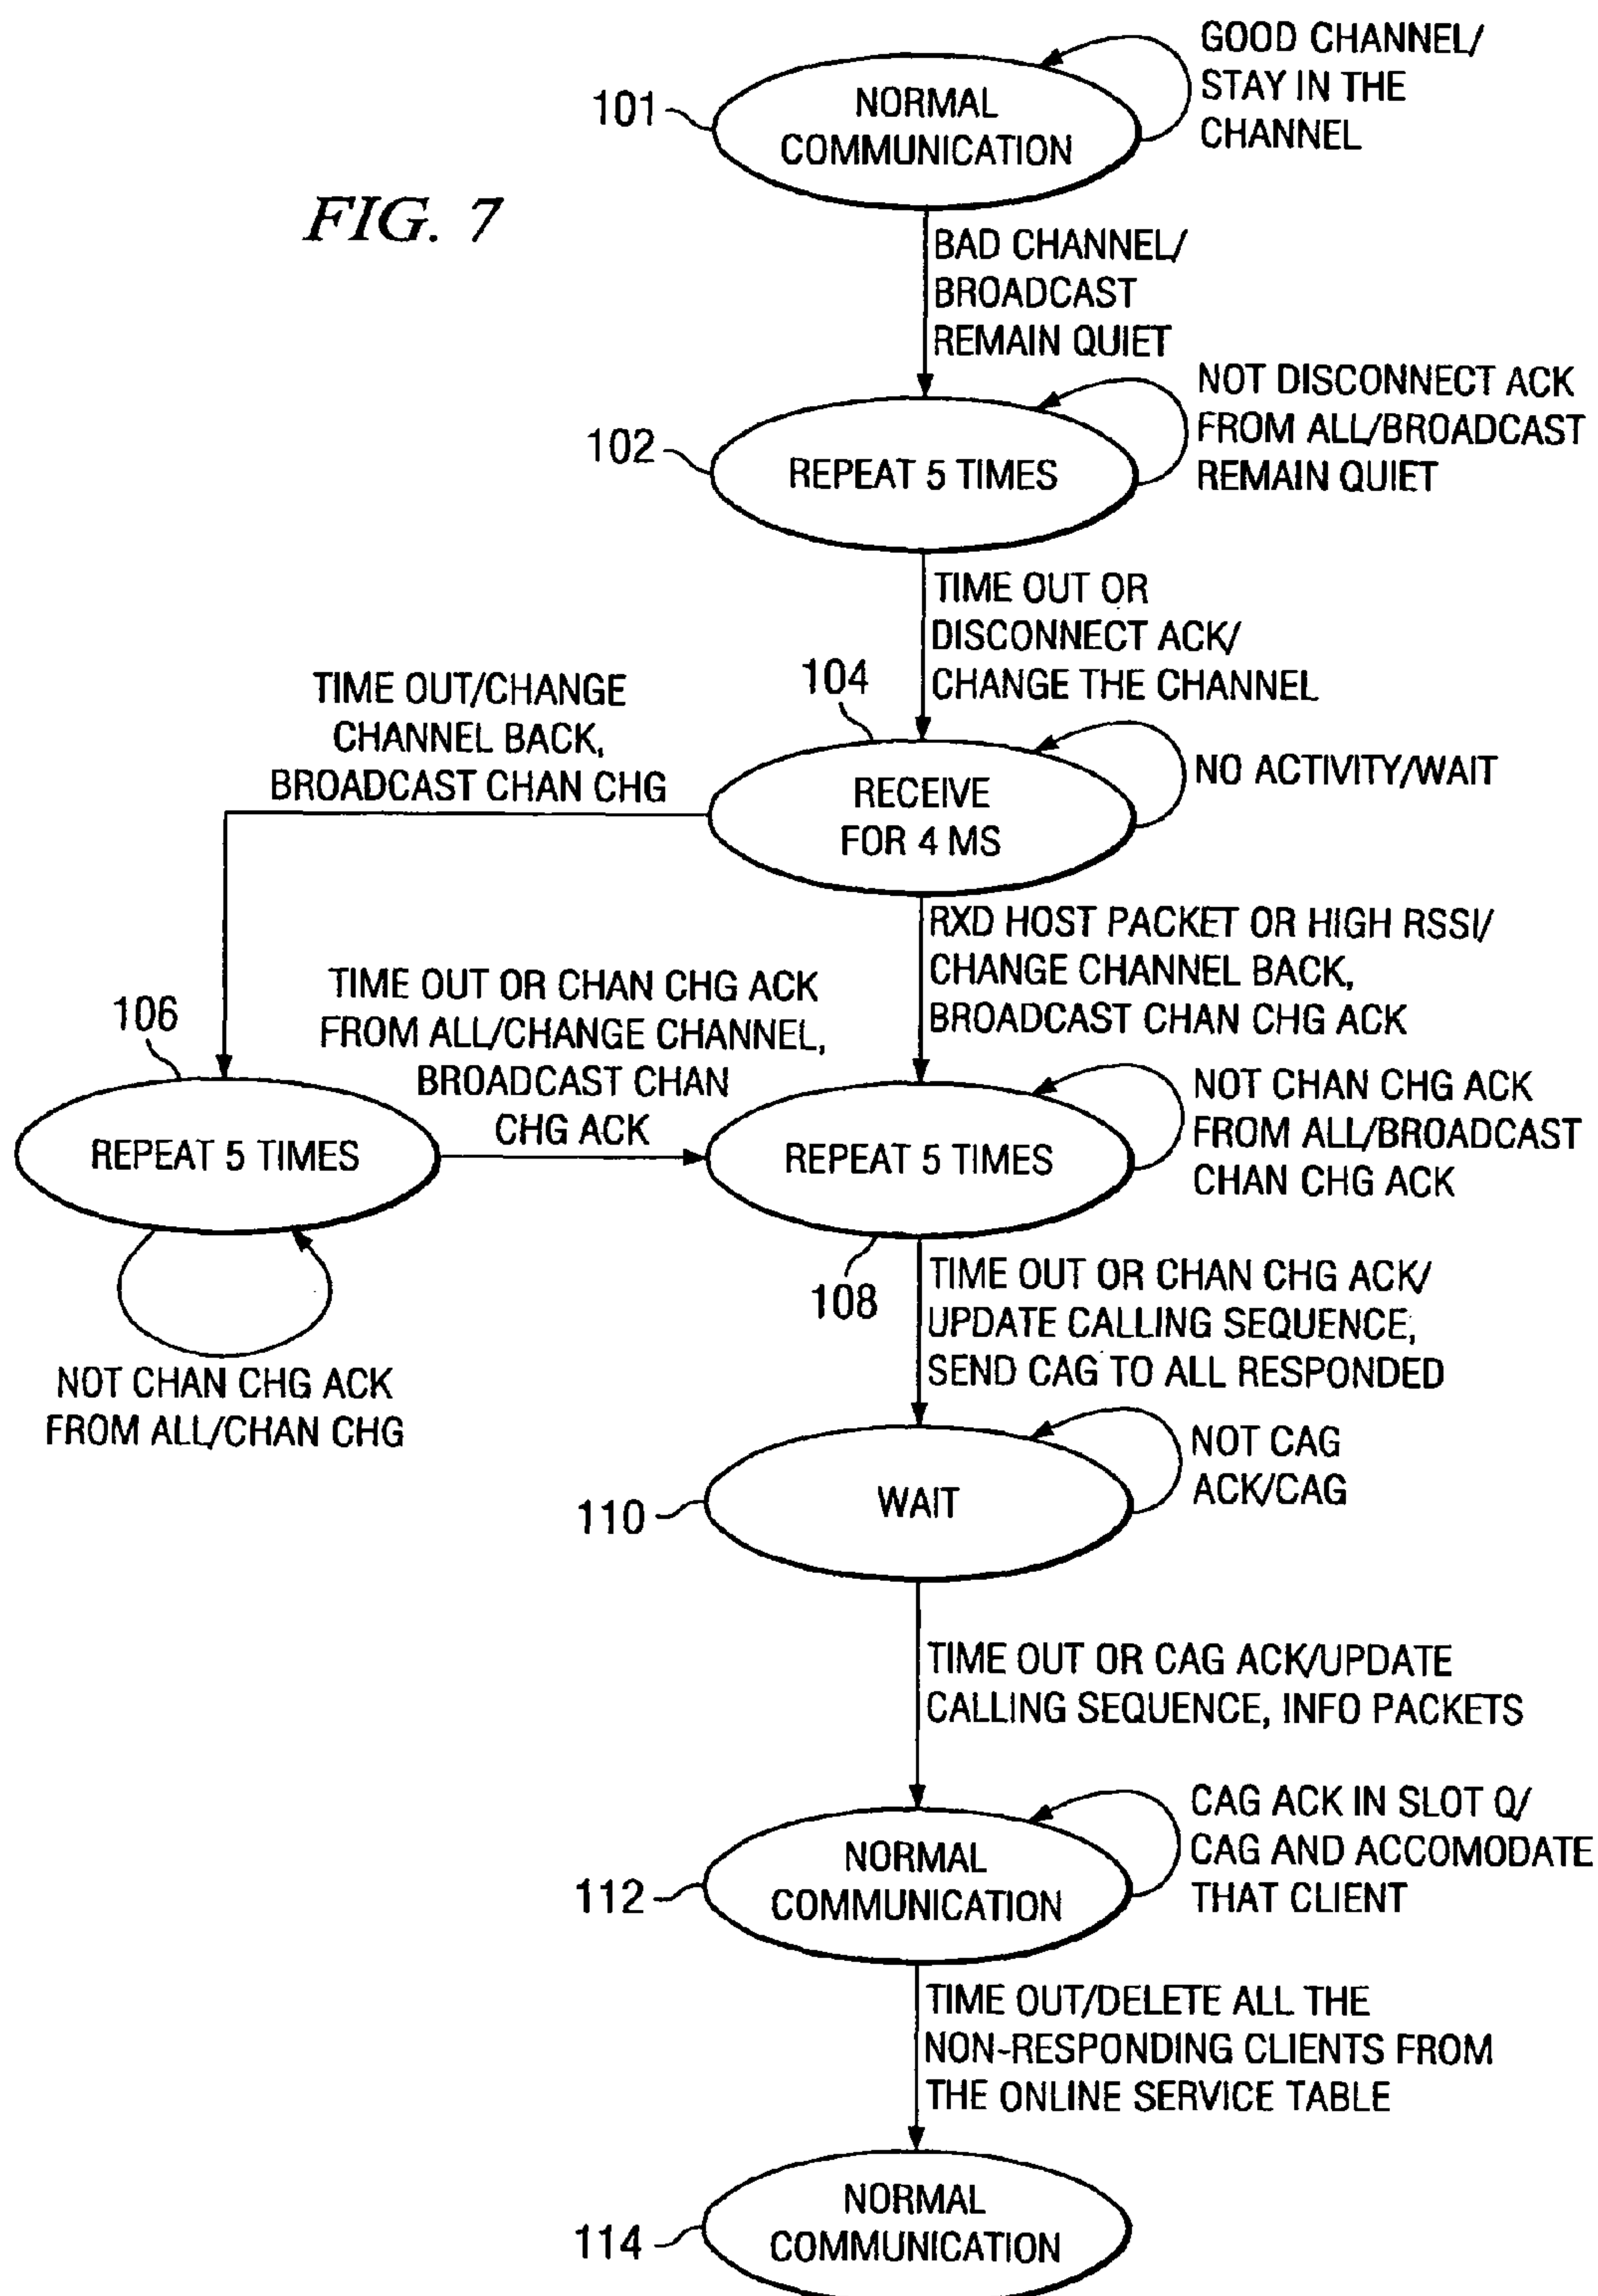 GOOD CHANNEL/
STAY IN THE
CHANNEL
101
NORMAL
COMMUNICATION
FIG. 7
BAD CHANNEL/
BROADCAST
REMAIN QUIET
NOT DISCONNECT ACK
FROM ALL/BROADCAST
REMAIN QUIET
102
REPEAT 5 TIMES
TIME OUT OR
DISCONNECT ACK/
CHANGE THE CHANNEL
TIME OUT/CHANGE
CHANNEL BACK,
BROADCAST CHAN CHG
104
RECEIVE
FOR 4 MS
NO ACTIVITY/WAIT
RXD HOST PACKET OR HIGH RSSI/
CHANGE CHANNEL BACK,
BROADCAST CHAN CHG ACK
TIME OUT OR CHAN CHG ACK
FROM ALL/CHANGE CHANNEL,
BROADCAST CHAN
CHG ACK
106
REPEAT 5 TIMES
REPEAT 5 TIMES
NOT CHAN CHG ACK
FROM ALL/BROADCAST
CHAN CHG ACK
108
TIME OUT OR CHAN CHG ACK/
UPDATE CALLING SEQUENCE,
SEND CAG TO ALL RESPONDED
NOT CHAN CHG ACK
FROM ALL/CHAN CHG
110
WAIT
NOT CAG
ACK/CAG
TIME OUT OR CAG ACK/UPDATE
CALLING SEQUENCE, INFO PACKETS
112
NORMAL
COMMUNICATION
CAG ACK IN SLOT Q/
CAG AND ACCOMODATE
THAT CLIENT
TIME OUT/DELETE ALL THE
NON-RESPONDING CLIENTS FROM
THE ONLINE SERVICE TABLE
114
NORMAL
COMMUNICATION